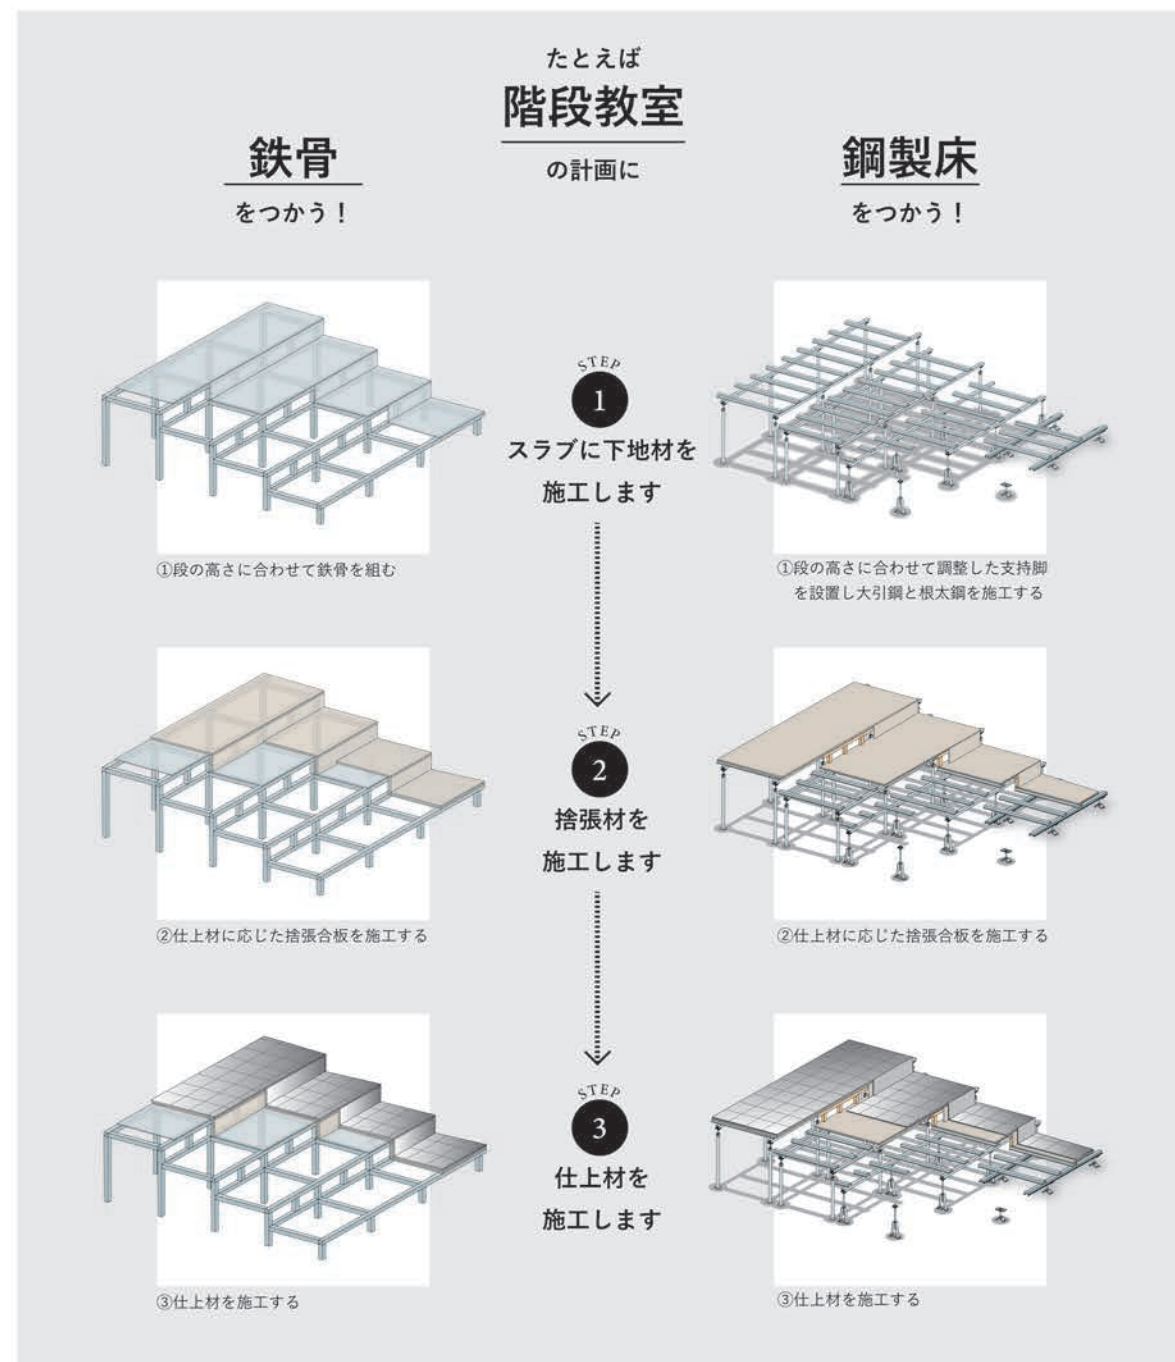 たとえば
階段教室
の計画に
鉄骨
をつかう！
鋼製床
をつかう！
STEP
1
スラブに下地材を
施工します
①段の高さに合わせて鉄骨を組む
①段の高さに合わせて調整した支持脚
を設置し大引鋼と根太鋼を施工する
STEP
2
捨張材を
施工します
②仕上材に応じた捨張合板を施工する
②仕上材に応じた捨張合板を施工する
STEP
3
仕上材を
施工します
③仕上材を施工する
③仕上材を施工する